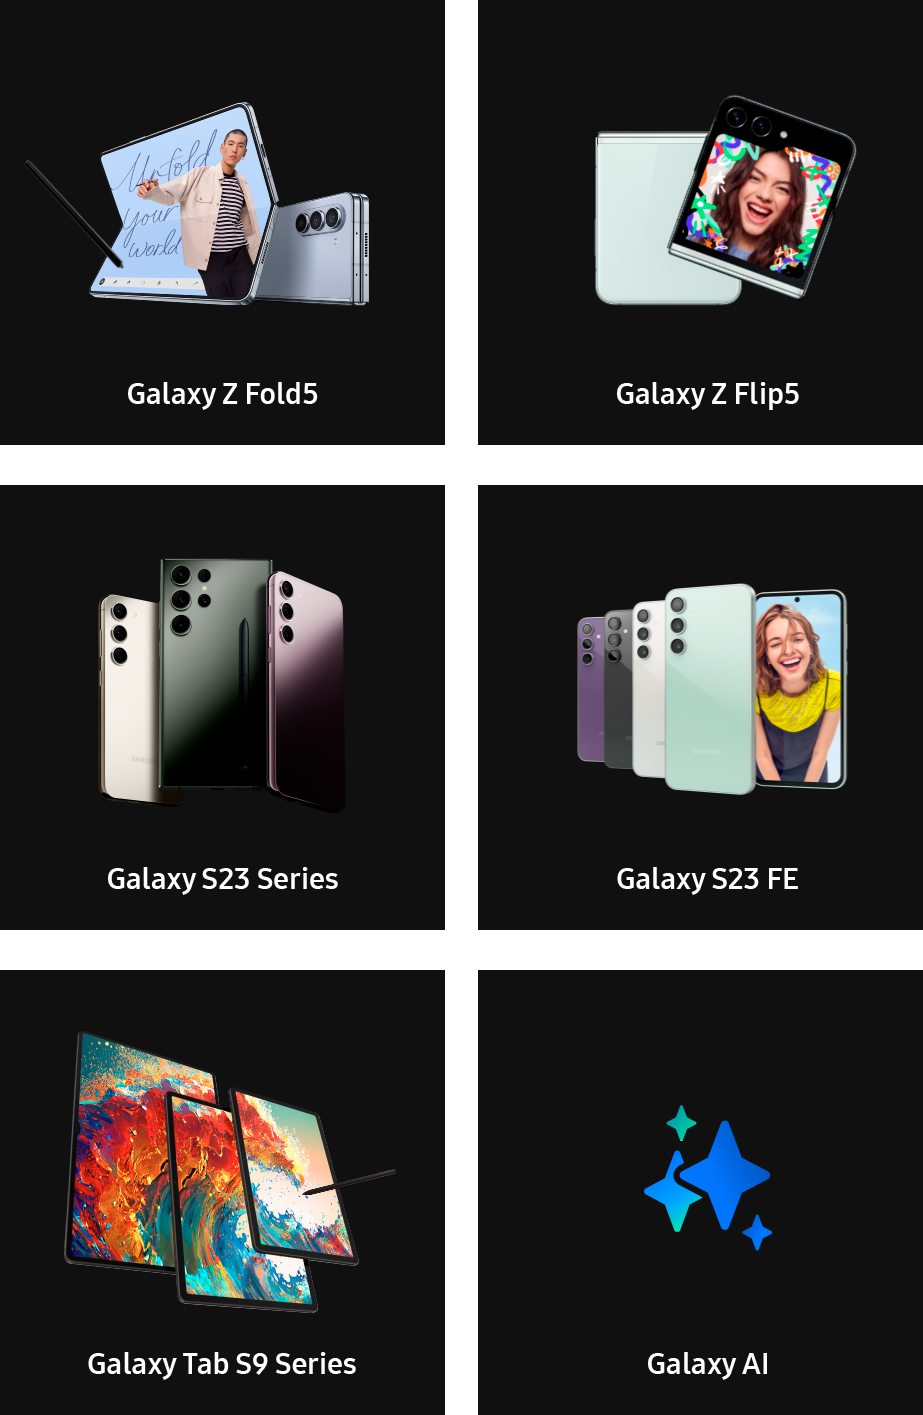 Unfold
your
world
Galaxy Z Fold5
Galaxy Z Flip5
SAMSUNG
Galaxy S23 Series
Galaxy S23 FE
Galaxy Tab S9 Series
Galaxy AI